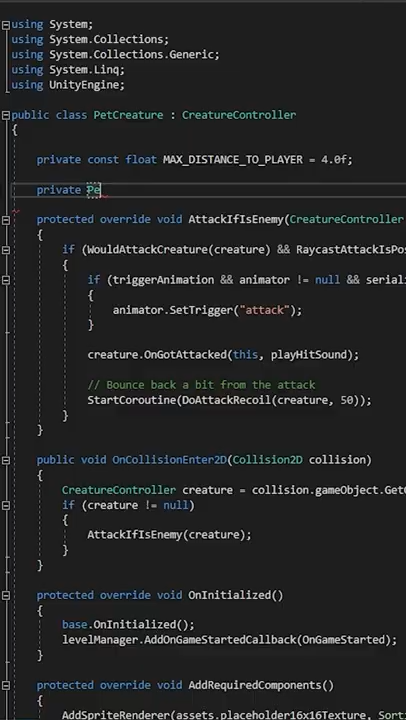 using System;
using System.Collections;
using System.Collections.Generic;
using System.Linq;
using UnityEngine;
public class PetCreature : CreatureController
{
private const float MAX_DISTANCE_TO_PLAYER = 4.0f;
private Pe
protected override void AttackIfIsEnemy(CreatureController
{
if (WouldAttackCreature(creature) && RaycastAttackIsPo
{
if (triggerAnimation && animator != null && seriali
{
animator.SetTrigger("attack");
}
creature.OnGotAttacked(this, playHitSound);
// Bounce back a bit from the attack
StartCoroutine(DoAttackRecoil(creature, 50));
}
}
public void OnCollisionEnter2D(Collision2D collision)
{
CreatureController creature = collision.gameObject.GetC
if (creature != null)
{
AttackIfIsEnemy(creature);
}
}
protected override void OnInitialized()
{
base.OnInitialized();
levelManager.AddOnGameStartedCallback(OnGameStarted);
}
protected override void AddRequiredComponents()
{
AddSpriteRenderer(assets.placeholder16x16Texture, Sort